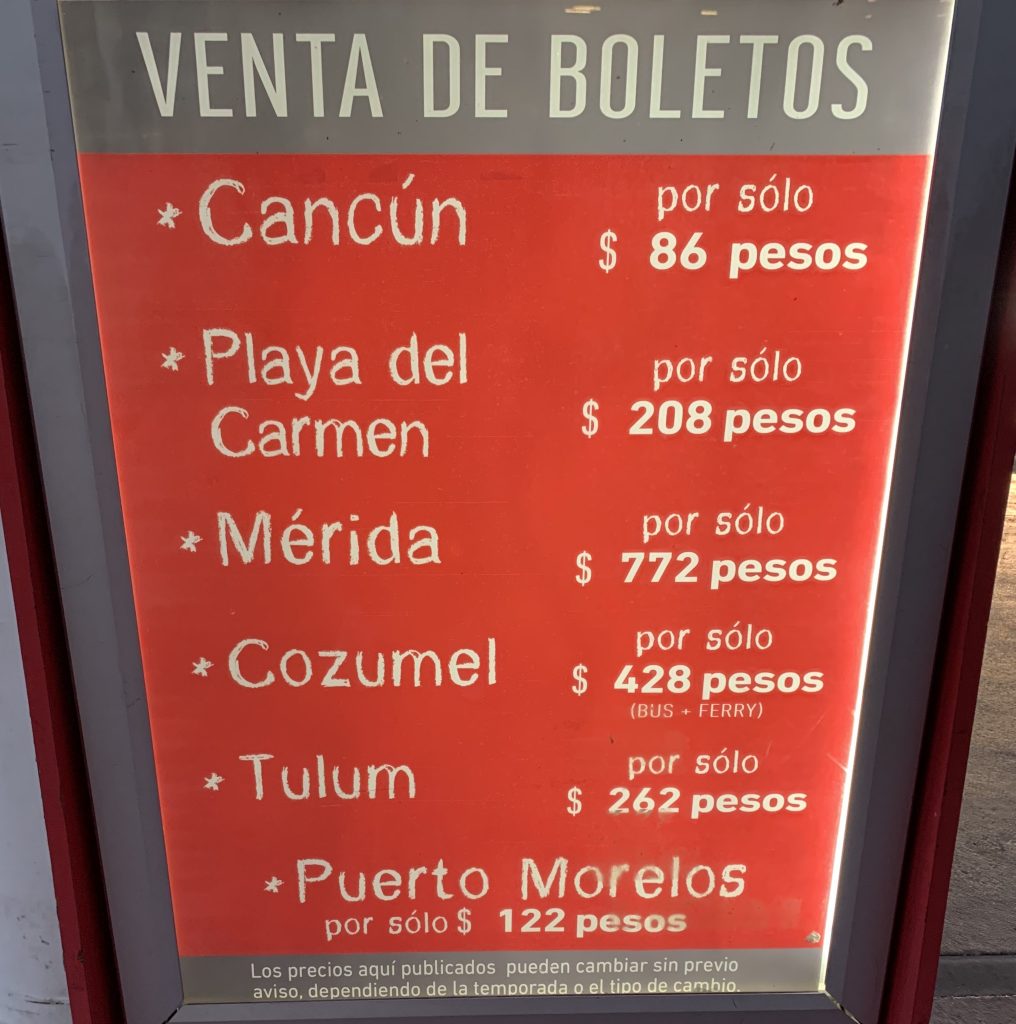 VENTA DE BOLETOS
* Cancún
por sólo
$ 86 pesos
* Playa del
Carmen
por sólo
$ 208 pesos
* Mérida
por sólo
$ 772 pesos
* Cozumel
por sólo
$ 428 pesos
(BUS + FERRY)
* Tulum
por sólo
$ 262 pesos
* Puerto Morelos
por sólo $ 122 pesos
Los precios aquí publicados pueden cambiar sin previo
aviso, dependiendo de la temporada o el tipo de cambio.